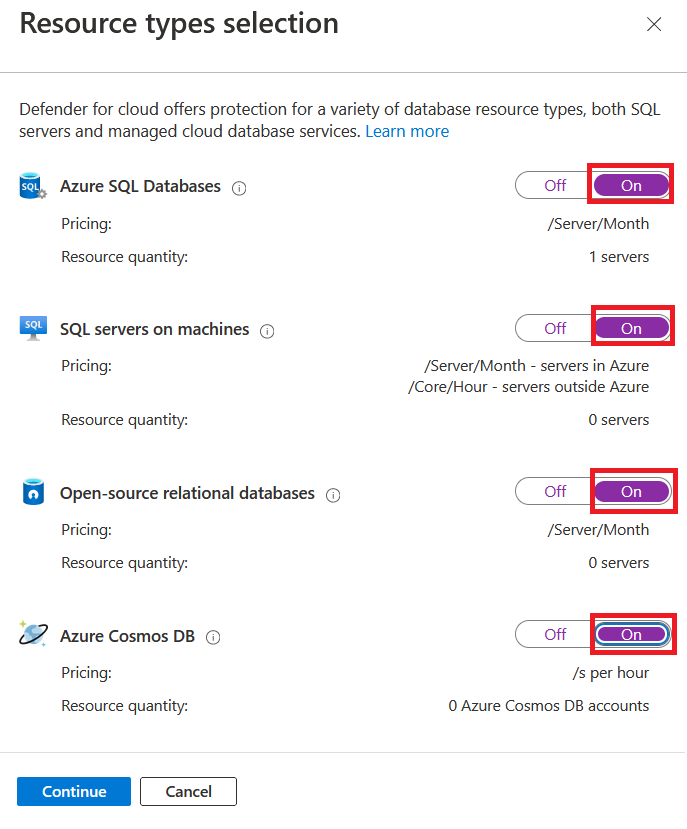 Resource types selection
Defender for cloud offers protection for a variety of database resource types, both SQL
servers and managed cloud database services. Learn more
SQL
Azure SQL Databases
Off On
Pricing: /Server/Month
Resource quantity: 1 servers
SQL
SQL servers on machines
Off On
Pricing: /Server/Month - servers in Azure
/Core/Hour - servers outside Azure
Resource quantity: 0 servers
Open-source relational databases
Off On
Pricing: /Server/Month
Resource quantity: 0 servers
Azure Cosmos DB
Off On
Pricing: /s per hour
Resource quantity: 0 Azure Cosmos DB accounts
Continue Cancel